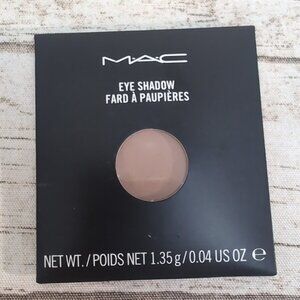 MAC
EYE SHADOW
FARD À PAUPIÈRES
NET WT./POIDS NET 1.35 g/0.04 US OZ ℮